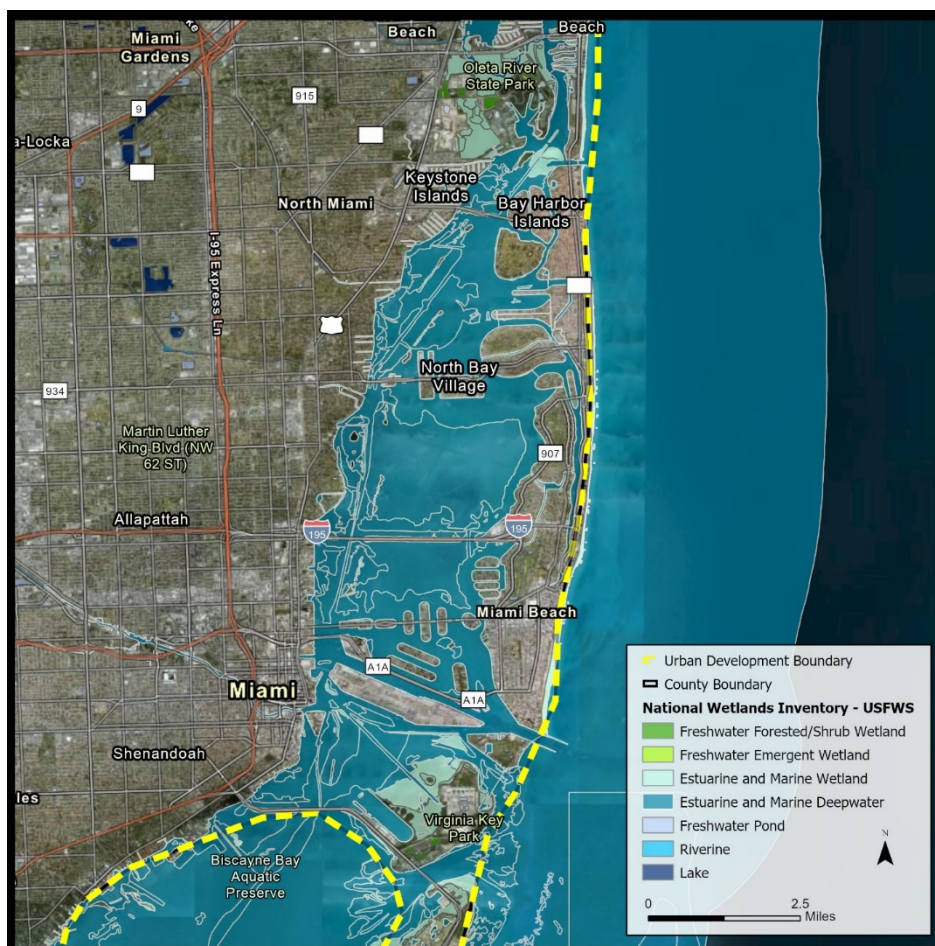 Miami
Gardens
Beach
Beach
Oleta River
State Park
9
915
a-Locka
Keystone
Islands
North Miami
Bay Harbor
Islands
I-95 Express Ln
934
North Bay
Village
Martin Luther
King Blvd (NW
62 ST)
907
Allapattah
195
195
Miami Beach
A1A
Miami
A1A
Shenandoah
les
Virginia Key
Park
Biscayne Bay
Aquatic
Preserve
Urban Development Boundary
County Boundary
National Wetlands Inventory - USFWS
Freshwater Forested/Shrub Wetland
Freshwater Emergent Wetland
Estuarine and Marine Wetland
Estuarine and Marine Deepwater
Freshwater Pond
Riverine
Lake
N
0 2.5
Miles